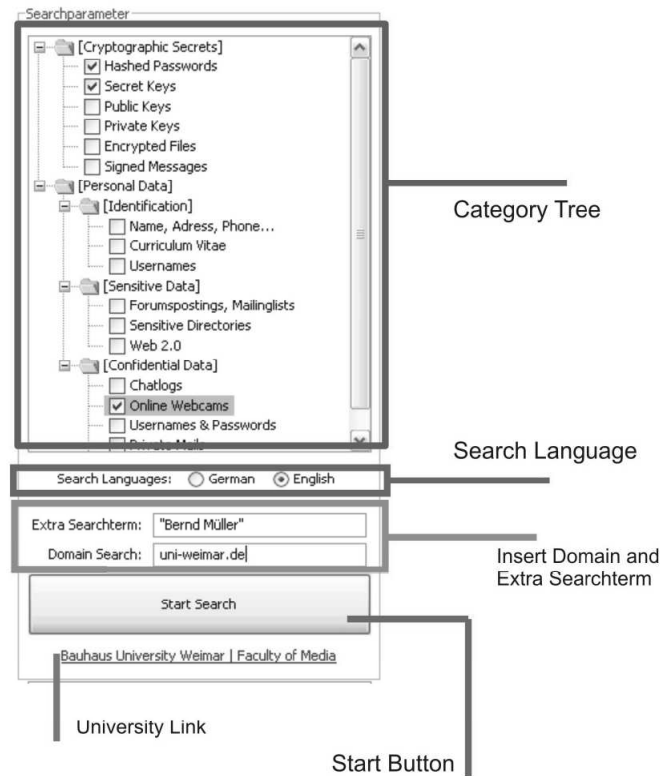 Searchparameter
[Cryptographic Secrets]
Hashed Passwords
Secret Keys
Public Keys
Private Keys
Encrypted Files
Signed Messages
[Personal Data]
[Identification]
Name, Adress, Phone...
Curriculum Vitae
Usernames
[Sensitive Data]
Forumspostings, Mailinglists
Sensitive Directories
Web 2.0
[Confidential Data]
Chatlogs
Online Webcams
Usernames & Passwords
Private Mails
Category Tree
Search Languages: German English
Search Language
Extra Searchterm: "Bernd Müller"
Domain Search: uni-weimar.de
Insert Domain and
Extra Searchterm
Start Search
Bauhaus University Weimar | Faculty of Media
University Link
Start Button